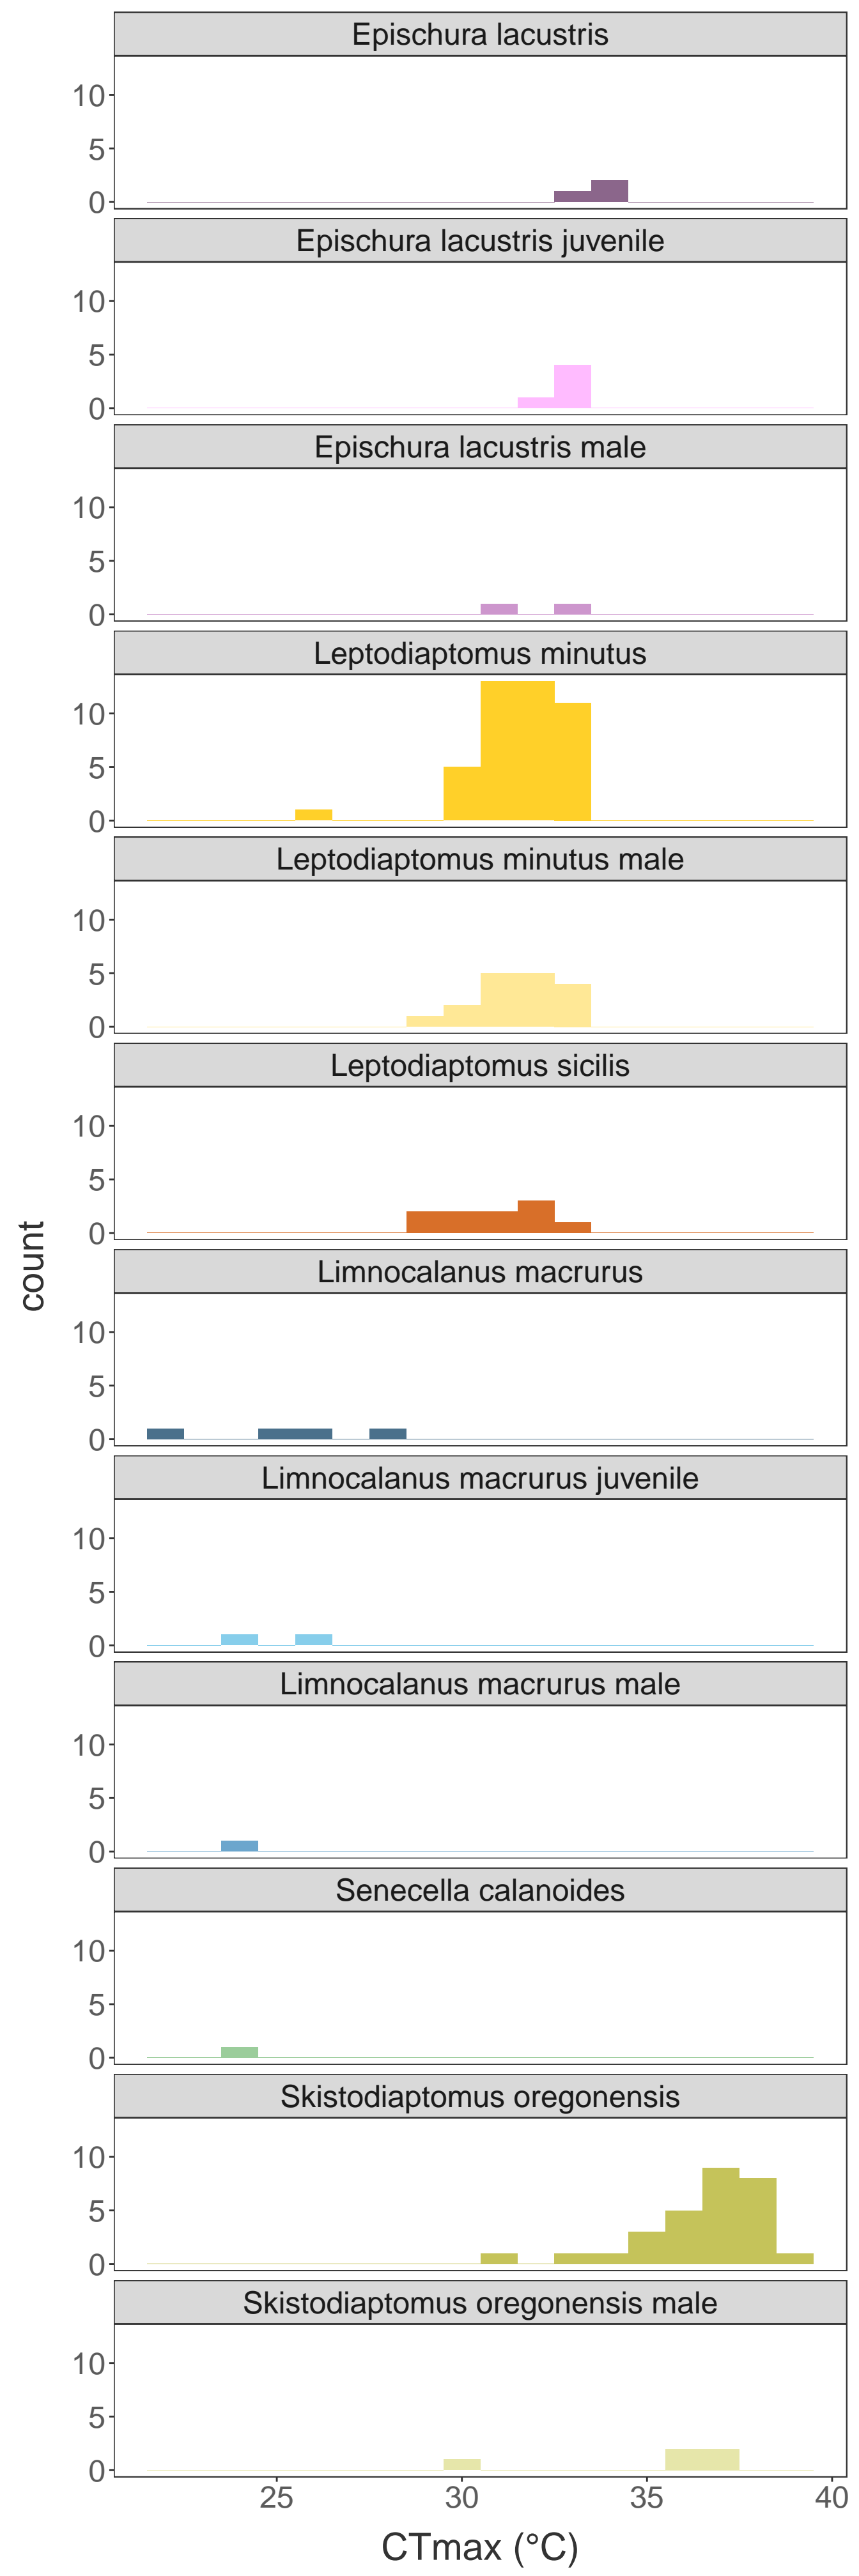 Epischura lacustris
10
5
0
Epischura lacustris juvenile
10
5
0
Epischura lacustris male
10
5
0
Leptodiaptomus minutus
10
5
0
Leptodiaptomus minutus male
10
5
0
Leptodiaptomus sicilis
10
5
0
count
Limnocalanus macrurus
10
5
0
Limnocalanus macrurus juvenile
10
5
0
Limnocalanus macrurus male
10
5
0
Senecella calanoides
10
5
0
Skistodiaptomus oregonensis
10
5
0
Skistodiaptomus oregonensis male
10
5
0
25 30 35 40
CTmax (°C)